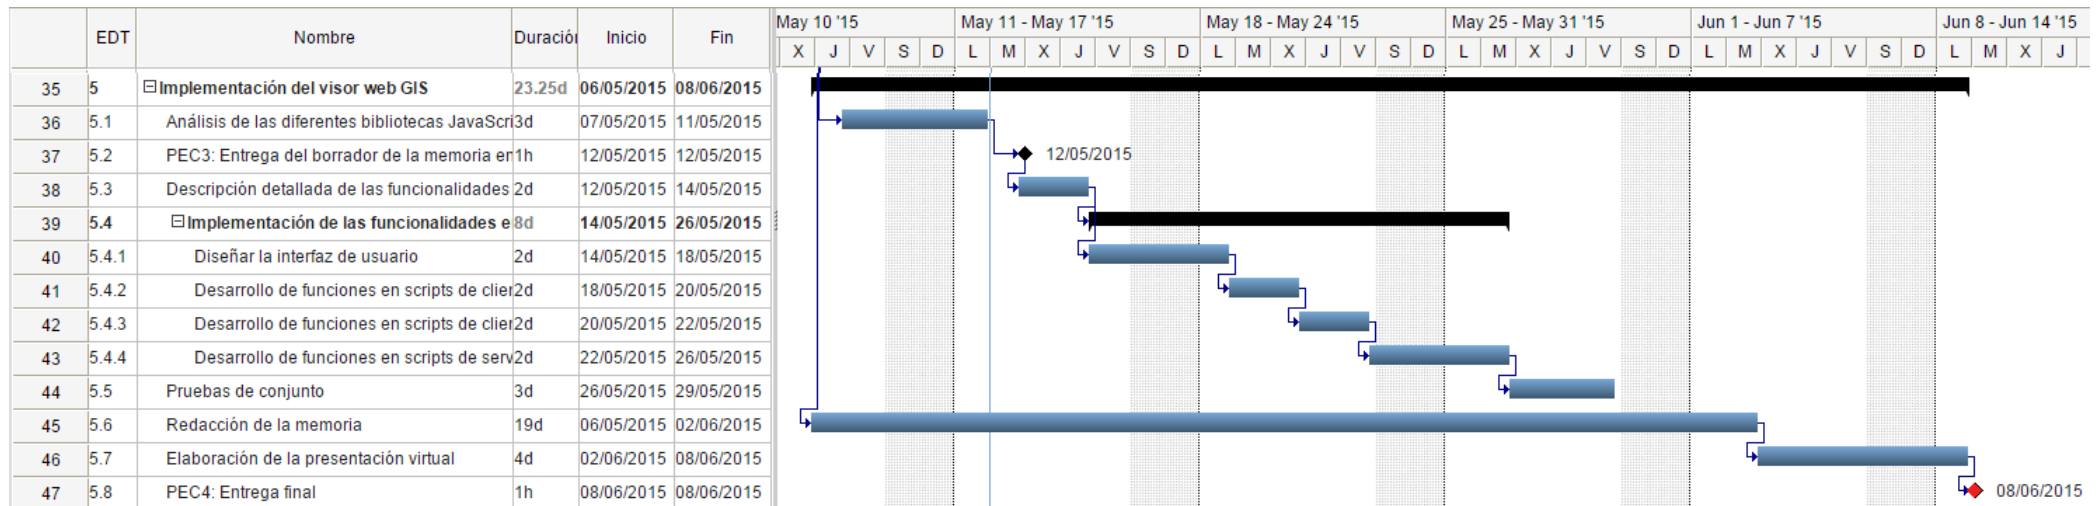 May 10 '15 May 11 - May 17 '15 May 18 - May 24 '15 May 25 - May 31 '15 Jun 1 - Jun 7 '15 Jun 8 - Jun 14 '15
EDT Nombre Duración Inicio Fin
X J V S D L M X J V S D L M X J V S D L M X J V S D L M X J V S D L M X J
35 5 Implementación del visor web GIS 23.25d 06/05/2015 08/06/2015
36 5.1 Análisis de las diferentes bibliotecas JavaScri 3d 07/05/2015 11/05/2015
37 5.2 PEC3: Entrega del borrador de la memoria en 1h 12/05/2015 12/05/2015 12/05/2015
38 5.3 Descripción detallada de las funcionalidades 2d 12/05/2015 14/05/2015
39 5.4 Implementación de las funcionalidades e 8d 14/05/2015 26/05/2015
40 5.4.1 Diseñar la interfaz de usuario 2d 14/05/2015 18/05/2015
41 5.4.2 Desarrollo de funciones en scripts de clier 2d 18/05/2015 20/05/2015
42 5.4.3 Desarrollo de funciones en scripts de clier 2d 20/05/2015 22/05/2015
43 5.4.4 Desarrollo de funciones en scripts de serv 2d 22/05/2015 26/05/2015
44 5.5 Pruebas de conjunto 3d 26/05/2015 29/05/2015
45 5.6 Redacción de la memoria 19d 06/05/2015 02/06/2015
46 5.7 Elaboración de la presentación virtual 4d 02/06/2015 08/06/2015
47 5.8 PEC4: Entrega final 1h 08/06/2015 08/06/2015 08/06/2015